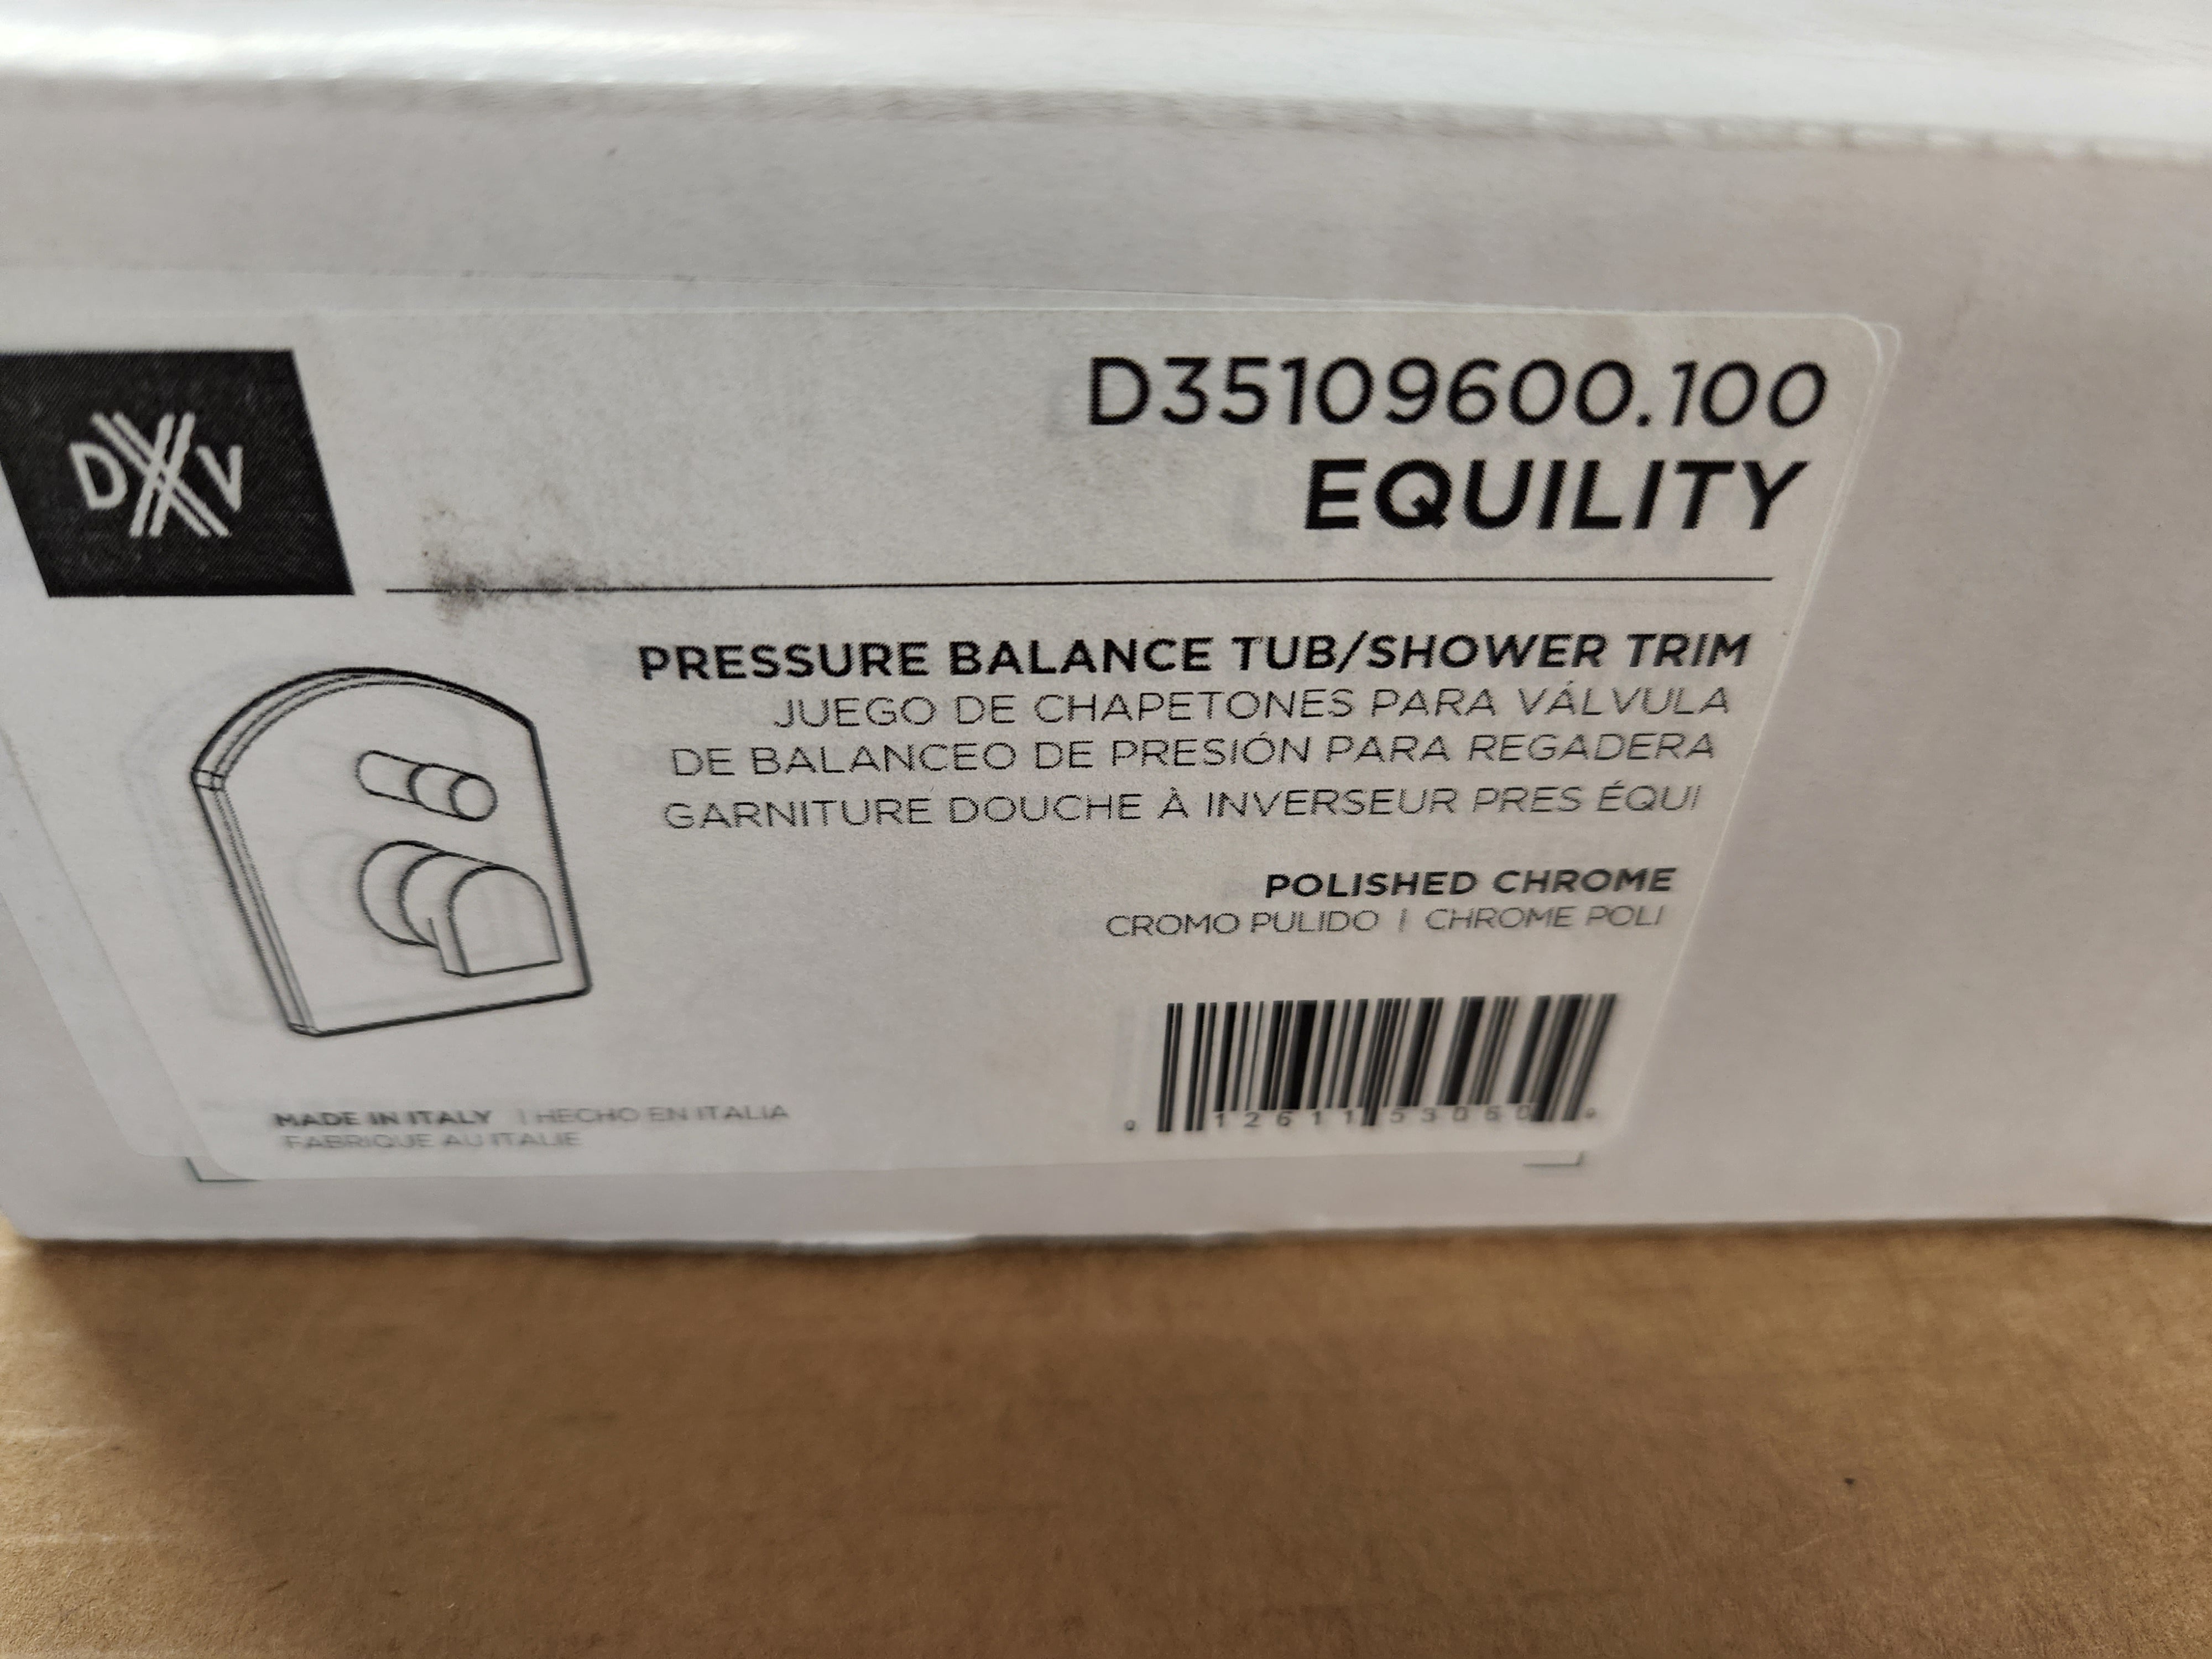 DXV
D35109600.100
EQUILITY
PRESSURE BALANCE TUB/SHOWER TRIM
JUEGO DE CHAPETONES PARA VÁLVULA
DE BALANCEO DE PRESIÓN PARA REGADERA
GARNITURE DOUCHE À INVERSEUR PRES ÉQUI
POLISHED CHROME
CROMO PULIDO | CHROME POLI
MADE IN ITALY | HECHO EN ITALIA
FABRIQUE AU ITALIE
12611 53060